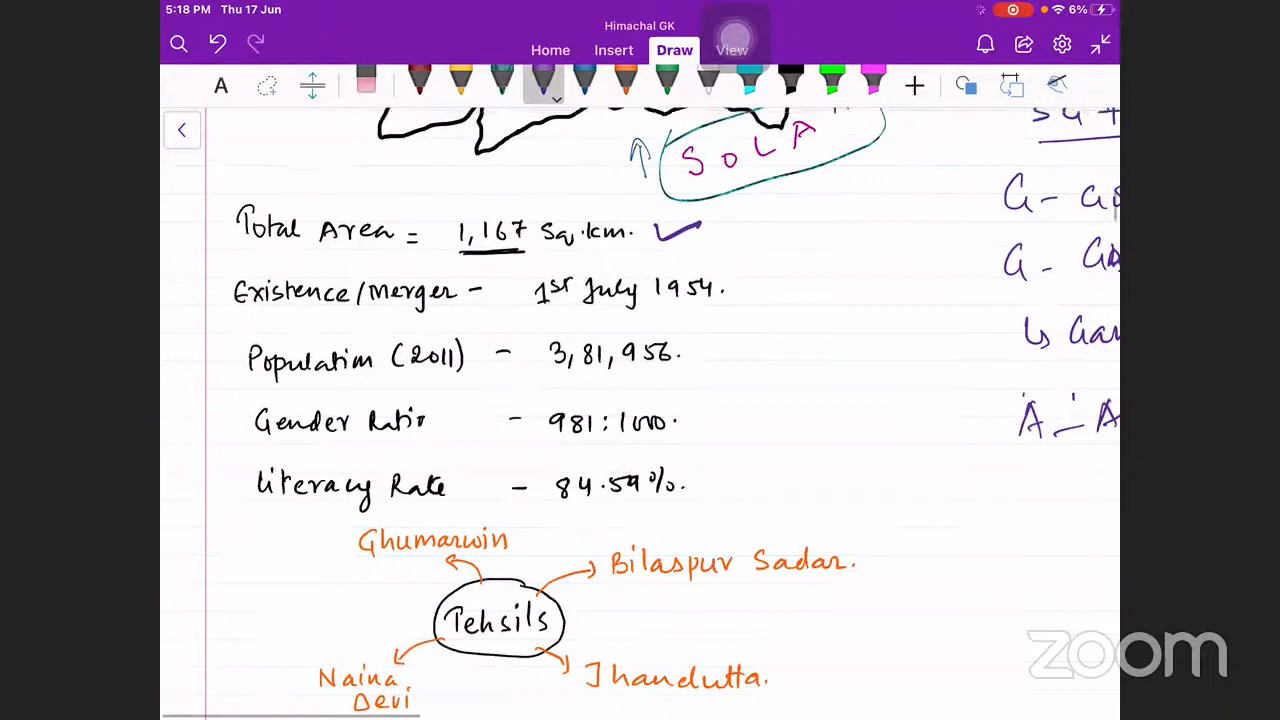 5:18 PM Thu 17 Jun
6%
Himachal GK
Home Insert Draw View
A
SOLA
Total Area = 1,167 Sq.km.
G -
Existence/Merger - 1st July 1954.
G -
Population (2011) - 3,81,956.
Gender Ratio - 981:1000.
A - A
Literacy Rate - 84.59%.
Ghumarwin
Bilaspur Sadar.
Tehsils
Naina Devi
Jhandutta.
zoom